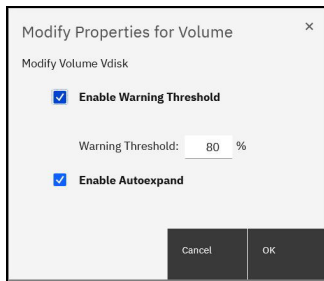 Modify Properties for Volume
Modify Volume Vdisk
Enable Warning Threshold
Warning Threshold: 80 %
Enable Autoexpand
Cancel OK